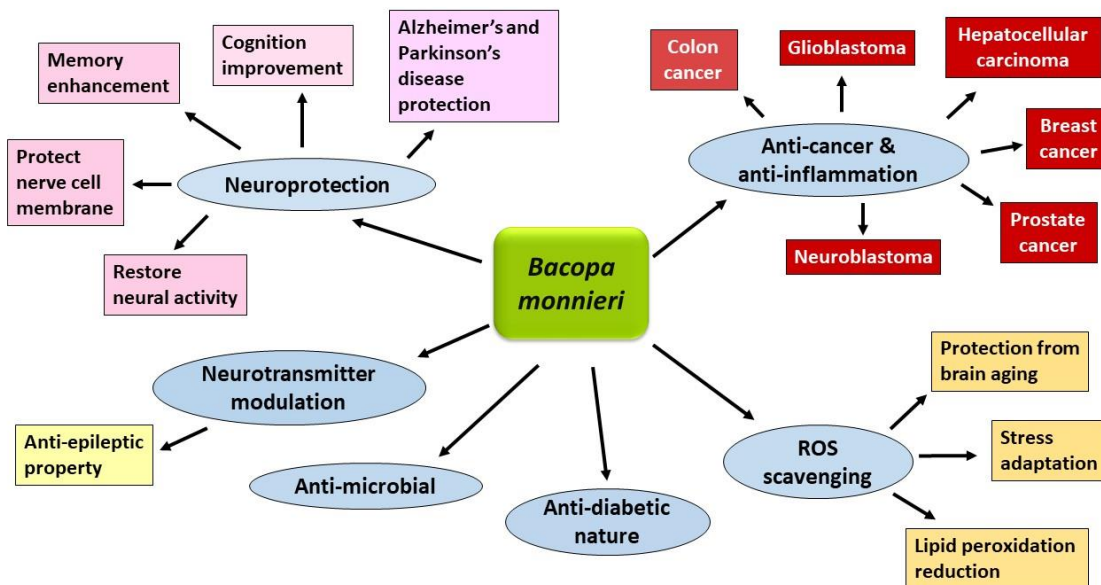 Memory
enhancement
Cognition
improvement
Alzheimer’s and
Parkinson’s
disease
protection
Protect
nerve cell
membrane
Neuroprotection
Restore
neural activity
Colon
cancer
Glioblastoma
Hepatocellular
carcinoma
Anti-cancer &
anti-inflammation
Breast
cancer
Prostate
cancer
Neuroblastoma
Bacopa
monnieri
Neurotransmitter
modulation
Anti-epileptic
property
Anti-microbial
Anti-diabetic
nature
ROS
scavenging
Protection from
brain aging
Stress
adaptation
Lipid peroxidation
reduction